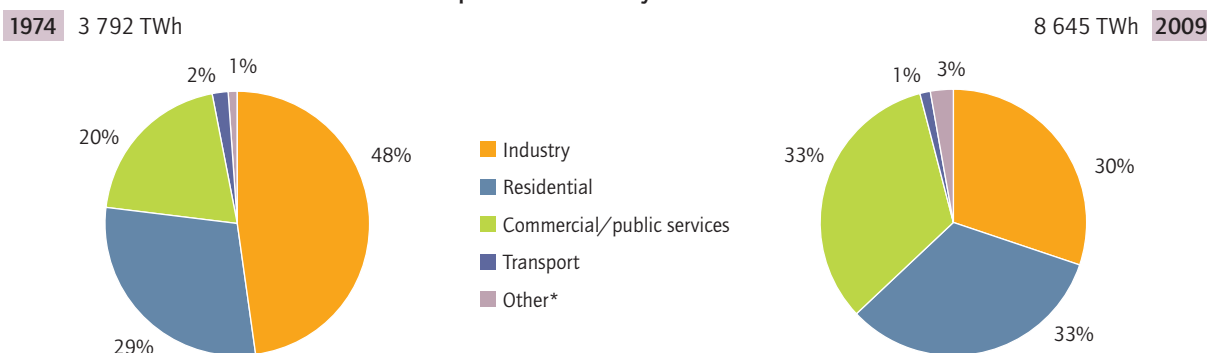 1974 3 792 TWh
8 645 TWh 2009
2% 1%
20%
48%
29%
Industry
Residential
Commercial/public services
Transport
Other*
1% 3%
33%
30%
33%